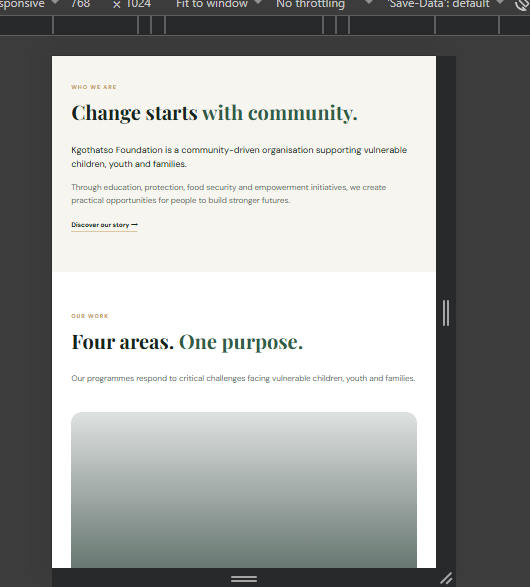 768 × 1024 Fit to window No throttling 'Save-Data': default
WHO WE ARE
Change starts with community.
Kgothatso Foundation is a community-driven organisation supporting vulnerable
children, youth and families.
Through education, protection, food security and empowerment initiatives, we create
practical opportunities for people to build stronger futures.
Discover our story →
OUR WORK
Four areas. One purpose.
Our programmes respond to critical challenges facing vulnerable children, youth and families.